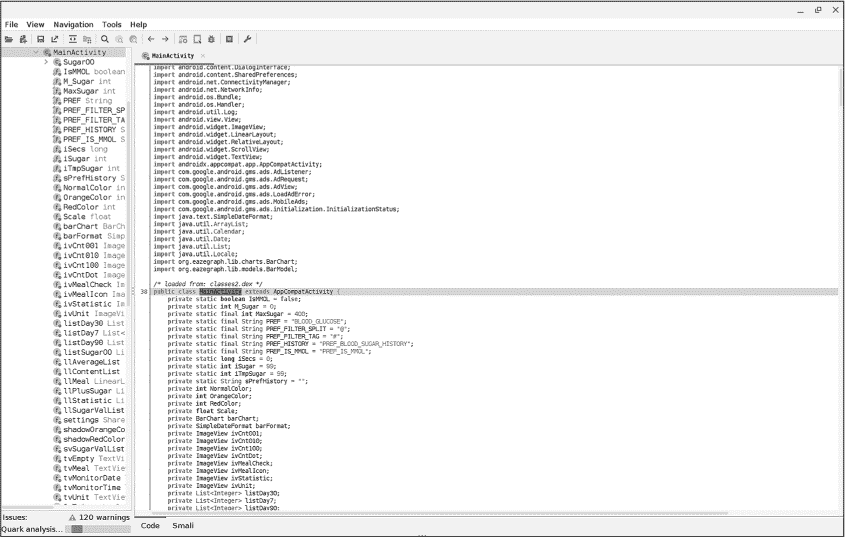 File View Navigation Tools Help
MainActivity
SugarOO
IsMMOL boolean
M_Sugar int
MaxSugar int
PREF String
PREF_FILTER_SP
PREF_FILTER_TA
PREF_HISTORY S
PREF_IS_MMOL S
iSecs long
iSugar int
iTmpSugar int
sPrefHistory S
NormalColor in
OrangeColor in
RedColor int
Scale float
barChart BarCh
barFormat Simp
ivCnt001 Image
ivCnt010 Image
ivCnt100 Image
ivCntDot Image
ivMealCheck Im
ivMealIcon Ima
ivStatistic Im
ivUnit ImageVi
listDay30 List
listDay7 List<
listDay90 List
listSugarOO Li
llAverageList
llContentList
llMeal LinearL
llPlusSugar Li
llStatistic Li
llSugarValList
settings Share
shadowOrangeCo
shadowRedColor
svSugarValList
tvEmpty TextVi
tvMeal TextVie
tvMonitorDate
tvMonitorTime
tvUnit TextVie
Issues: 120 warnings
Quark analysis...
MainActivity
import android.content.DialogInterface;
import android.content.SharedPreferences;
import android.net.ConnectivityManager;
import android.net.NetworkInfo;
import android.os.Bundle;
import android.os.Handler;
import android.util.Log;
import android.view.View;
import android.widget.ImageView;
import android.widget.LinearLayout;
import android.widget.RelativeLayout;
import android.widget.ScrollView;
import android.widget.TextView;
import androidx.appcompat.app.AppCompatActivity;
import com.google.android.gms.ads.AdListener;
import com.google.android.gms.ads.AdRequest;
import com.google.android.gms.ads.AdView;
import com.google.android.gms.ads.LoadAdError;
import com.google.android.gms.ads.MobileAds;
import com.google.android.gms.ads.initialization.InitializationStatus;
import java.text.SimpleDateFormat;
import java.util.ArrayList;
import java.util.Calendar;
import java.util.Date;
import java.util.List;
import java.util.Locale;
import org.eazegraph.lib.charts.BarChart;
import org.eazegraph.lib.models.BarModel;
/* loaded from: classes2.dex */
38 public class MainActivity extends AppCompatActivity {
private static boolean IsMMOL = false;
private static int M_Sugar = 0;
private static final int MaxSugar = 400;
private static final String PREF = "BLOOD_GLUCOSE";
private static final String PREF_FILTER_SPLIT = "@";
private static final String PREF_FILTER_TAG = "#";
private static final String PREF_HISTORY = "PREF_BLOOD_SUGAR_HISTORY";
private static final String PREF_IS_MMOL = "PREF_IS_MMOL";
private static long iSecs = 0;
private static int iSugar = 99;
private static int iTmpSugar = 99;
private static String sPrefHistory = "";
private int NormalColor;
private int OrangeColor;
private int RedColor;
private float Scale;
private BarChart barChart;
private SimpleDateFormat barFormat;
private ImageView ivCnt001;
private ImageView ivCnt010;
private ImageView ivCnt100;
private ImageView ivCntDot;
private ImageView ivMealCheck;
private ImageView ivMealIcon;
private ImageView ivStatistic;
private ImageView ivUnit;
private List<Integer> listDay30;
private List<Integer> listDay7;
private List<Integer> listDay90;
Code Smali